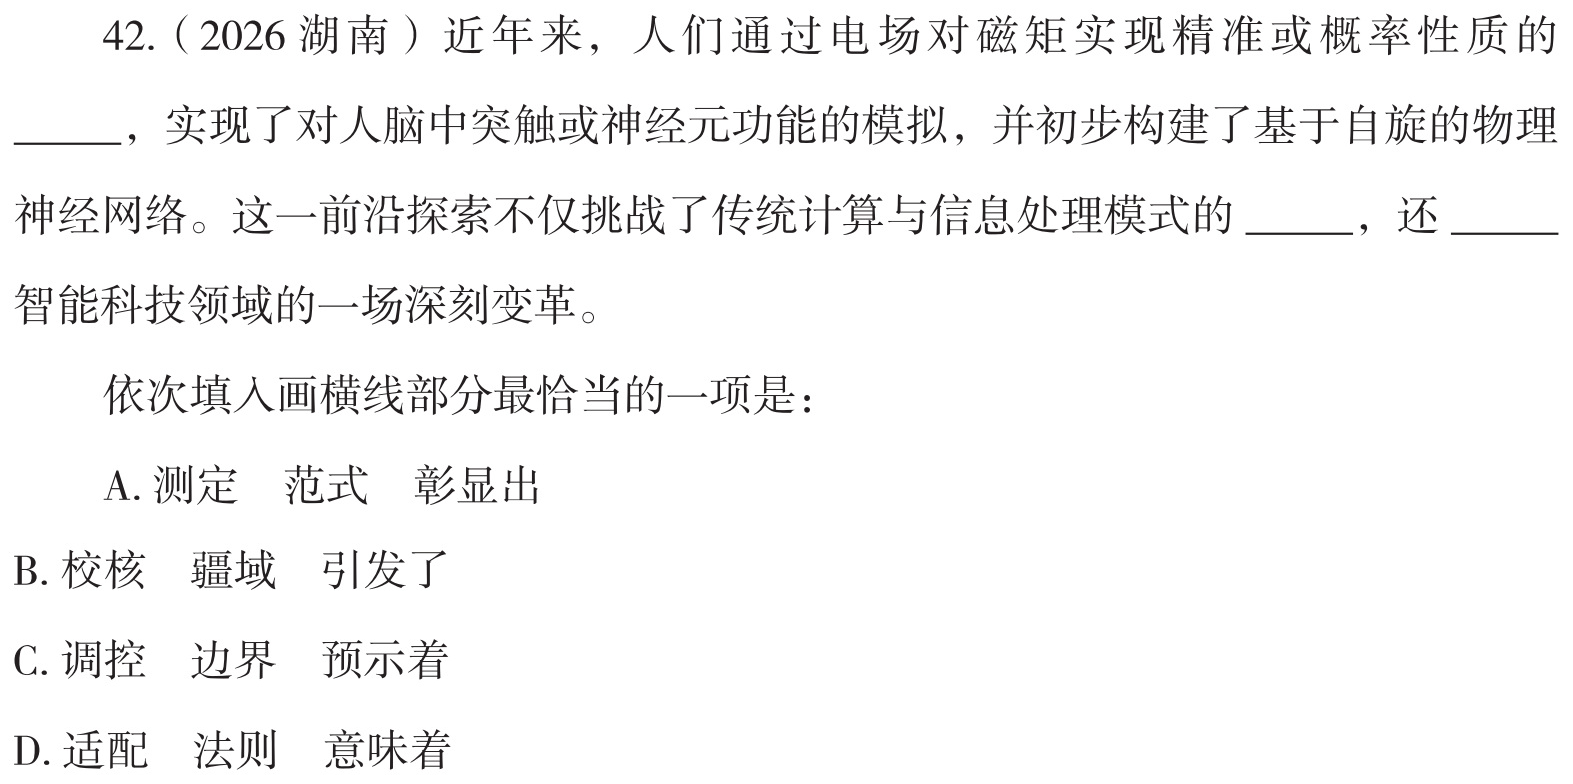 42.（2026 湖南）近年来，人们通过电场对磁矩实现精准或概率性质的
_____，实现了对人脑中突触或神经元功能的模拟，并初步构建了基于自旋的物理
神经网络。这一前沿探索不仅挑战了传统计算与信息处理模式的 _____，还 _____
智能科技领域的一场深刻变革。
依次填入画横线部分最恰当的一项是：
A. 测定　范式　彰显出
B. 校核　疆域　引发了
C. 调控　边界　预示着
D. 适配　法则　意味着